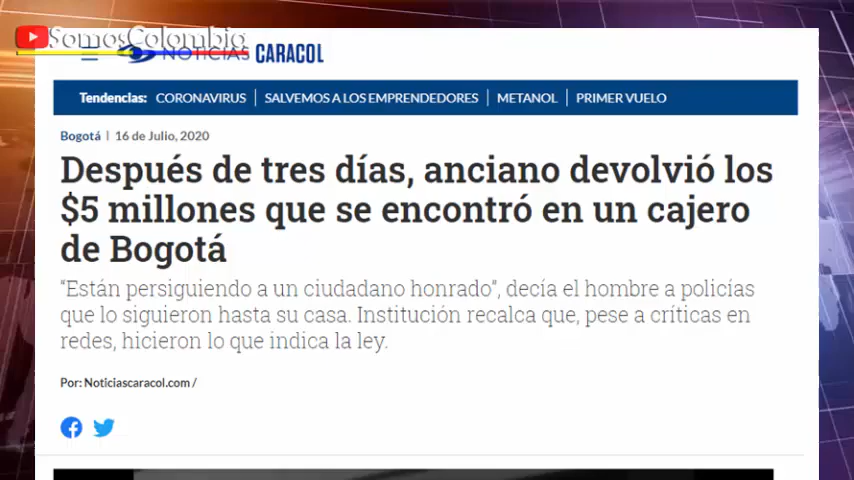 SomosColombia
NOTICIAS CARACOL
Tendencias: CORONAVIRUS | SALVEMOS A LOS EMPRENDEDORES | METANOL | PRIMER VUELO
Bogotá | 16 de Julio, 2020
Después de tres días, anciano devolvió los
$5 millones que se encontró en un cajero
de Bogotá
“Están persiguiendo a un ciudadano honrado”, decía el hombre a policías
que lo siguieron hasta su casa. Institución recalca que, pese a críticas en
redes, hicieron lo que indica la ley.
Por: Noticiascaracol.com /